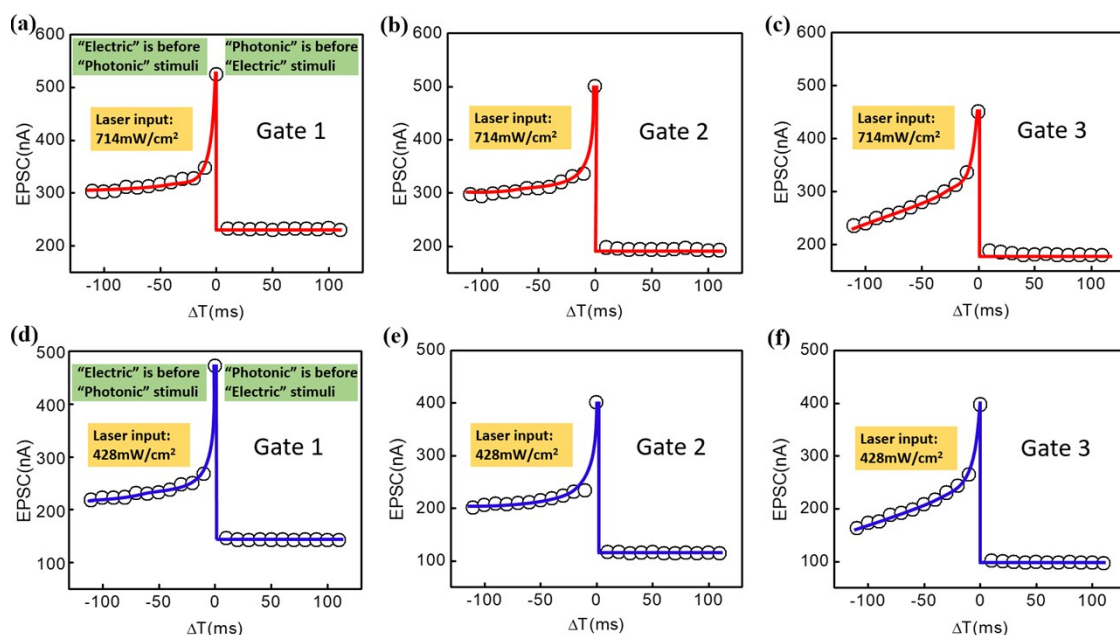 (a)
600
500
400
300
200
EPSC(nA)
"Electric" is before
"Photonic" stimuli
"Photonic" is before
"Electric" stimuli
Laser input:
714mW/cm²
Gate 1
-100
-50
0
50
100
ΔT(ms)
(b)
600
500
400
300
200
EPSC(nA)
Laser input:
714mW/cm²
Gate 2
-100
-50
0
50
100
ΔT(ms)
(c)
600
500
400
300
200
EPSC(nA)
Laser input:
714mW/cm²
Gate 3
-100
-50
0
50
100
ΔT(ms)
(d)
500
400
300
200
100
EPSC(nA)
"Electric" is before
"Photonic" stimuli
"Photonic" is before
"Electric" stimuli
Laser input:
428mW/cm²
Gate 1
-100
-50
0
50
100
ΔT(ms)
(e)
500
400
300
200
100
EPSC(nA)
Laser input:
428mW/cm²
Gate 2
-100
-50
0
50
100
ΔT(ms)
(f)
500
400
300
200
100
EPSC(nA)
Laser input:
428mW/cm²
Gate 3
-100
-50
0
50
100
ΔT(ms)